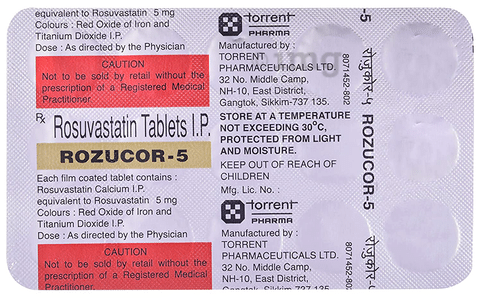 equivalent to Rosuvastatin 5 mg
Colours : Red Oxide of Iron and
Titanium Dioxide I.P.
Dose : As directed by the Physician
CAUTION
Not to be sold by retail without the
prescription of a Registered Medical
Practitioner.
Rx Rosuvastatin Tablets I.P.
ROZUCOR-5
Each film coated tablet contains :
Rosuvastatin Calcium I.P.
equivalent to Rosuvastatin 5 mg
Colours : Red Oxide of Iron and
Titanium Dioxide I.P.
Dose : As directed by the Physician
CAUTION
Not to be sold by retail without the
prescription of a Registered Medical
torrent
PHARMA
Manufactured by :
TORRENT
PHARMACEUTICALS LTD.
32 No. Middle Camp,
NH-10, East District,
Gangtok, Sikkim-737 135.
STORE AT A TEMPERATURE
NOT EXCEEDING 30°C,
PROTECTED FROM LIGHT
AND MOISTURE.
KEEP OUT OF REACH OF
CHILDREN
Mfg. Lic. No. :
torrent
PHARMA
Manufactured by :
TORRENT
PHARMACEUTICALS LTD.
32 No. Middle Camp,
NH-10, East District,
Gangtok, Sikkim-737 135.
8071452-802
8071452-802
रोजुकोर-५
-5
ROZUCOR-5